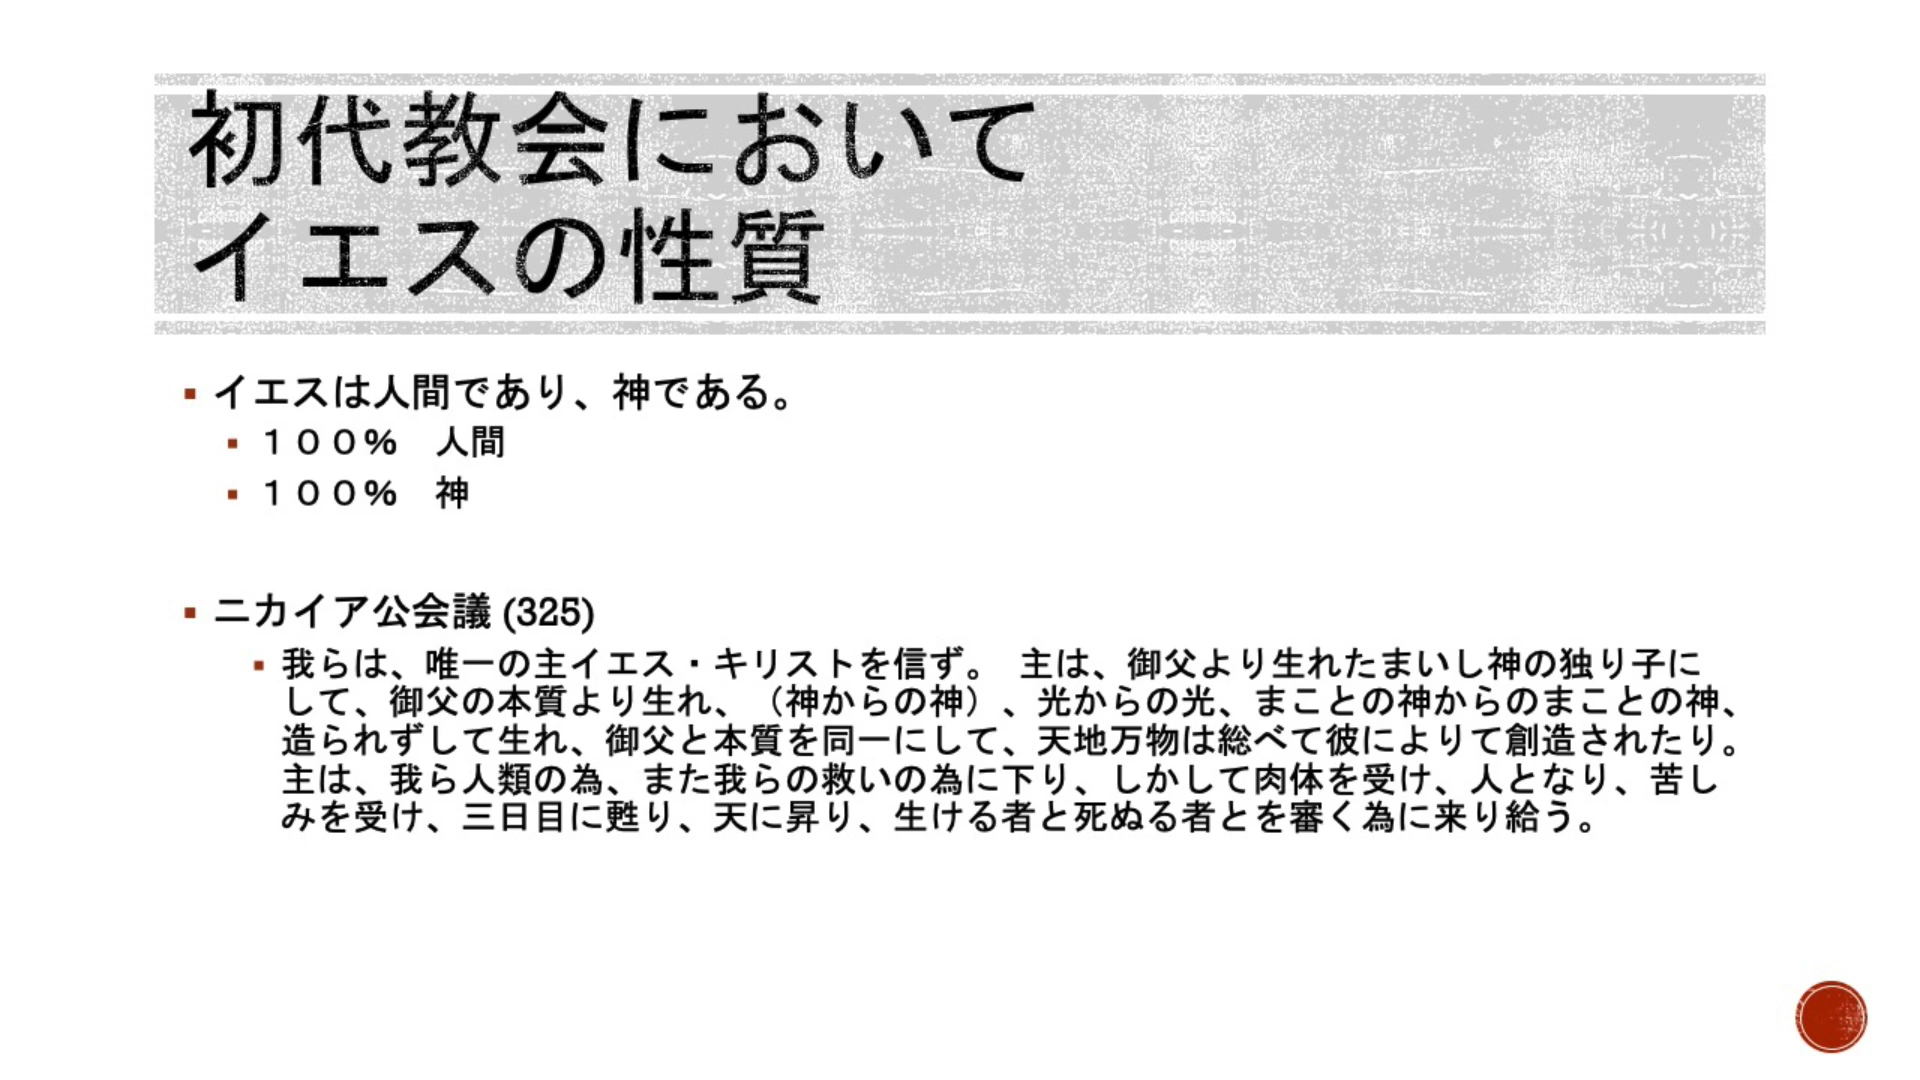 初代教会において
イエスの性質
▪ イエスは人間であり、神である。
▪ １００％　人間
▪ １００％　神
▪ ニカイア公会議 (325)
▪ 我らは、唯一の主イエス・キリストを信ず。 主は、御父より生れたまいし神の独り子に
して、御父の本質より生れ、（神からの神）、光からの光、まことの神からのまことの神、
造られずして生れ、御父と本質を同一にして、天地万物は総べて彼によりて創造されたり。
主は、我ら人類の為、また我らの救いの為に下り、しかして肉体を受け、人となり、苦し
みを受け、三日目に甦り、天に昇り、生ける者と死ぬる者とを審く為に来り給う。